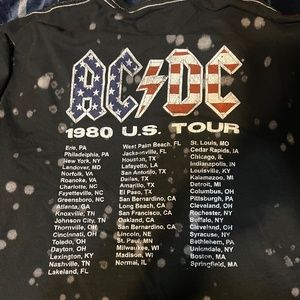 AC/DC
1980 U.S. TOUR
Erie, PA
Philadelphia, PA
New York, NY
Landover, MD
Norfolk, VA
Roanoke, VA
Charlotte, NC
Fayetteville, NC
Greensboro, NC
Atlanta, GA
Knoxville, TN
Johnson City, TN
Thornville, OH
Cincinnati, OH
Toledo, OH
Dayton, OH
Lexington, KY
Nashville, TN
Lakeland, FL
West Palm Beach, FL
Jacksonville, FL
Houston, TX
Lafayette, LA
San Antonio, TX
Dallas, TX
Amarillo, TX
El Paso, TX
San Bernardino, CA
Long Beach, CA
San Francisco, CA
Oakland, CA
San Bernardino, CA
Lincoln, NE
St. Paul, MN
Milwaukee, WI
Madison, WI
Normal, IL
St. Louis, MO
Cedar Rapids, IA
Chicago, IL
Indianapolis, IN
Louisville, KY
Kalamazoo, MI
Detroit, MI
Columbus, OH
Pittsburgh, PA
Cleveland, OH
Rochester, NY
Buffalo, NY
Cleveland, OH
Syracuse, NY
Bethlehem, PA
Uniondale, NY
Boston, MA
Springfield, MA